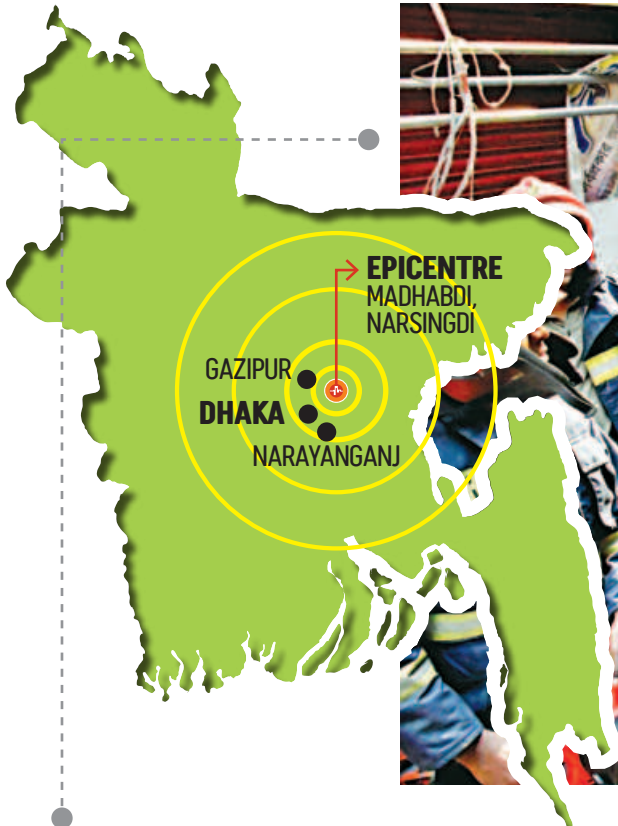 EPICENTRE
MADHABDI,
NARSINGDI
GAZIPUR
DHAKA
NARAYANGANJ